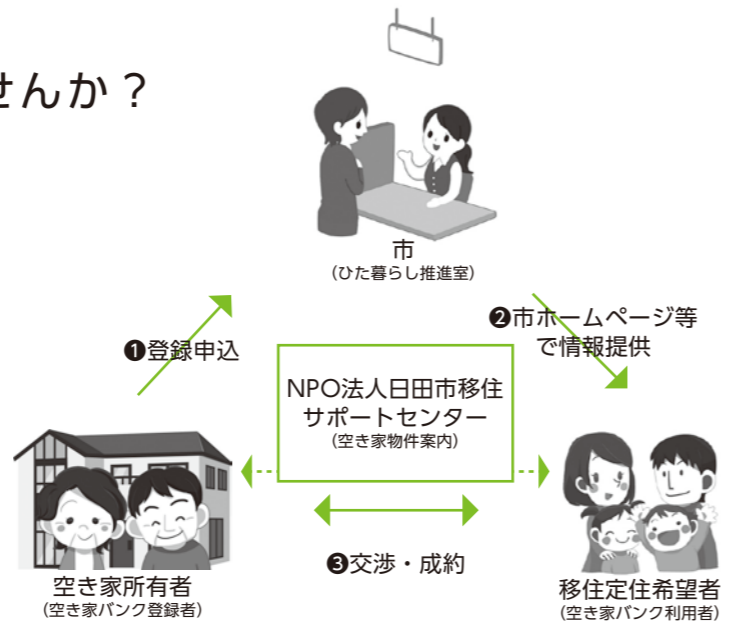 せんか？
市
（ひた暮らし推進室）
❶登録申込
❷市ホームページ等
で情報提供
NPO法人日田市移住
サポートセンター
（空き家物件案内）
❸交渉・成約
空き家所有者
（空き家バンク登録者）
移住定住希望者
（空き家バンク利用者）